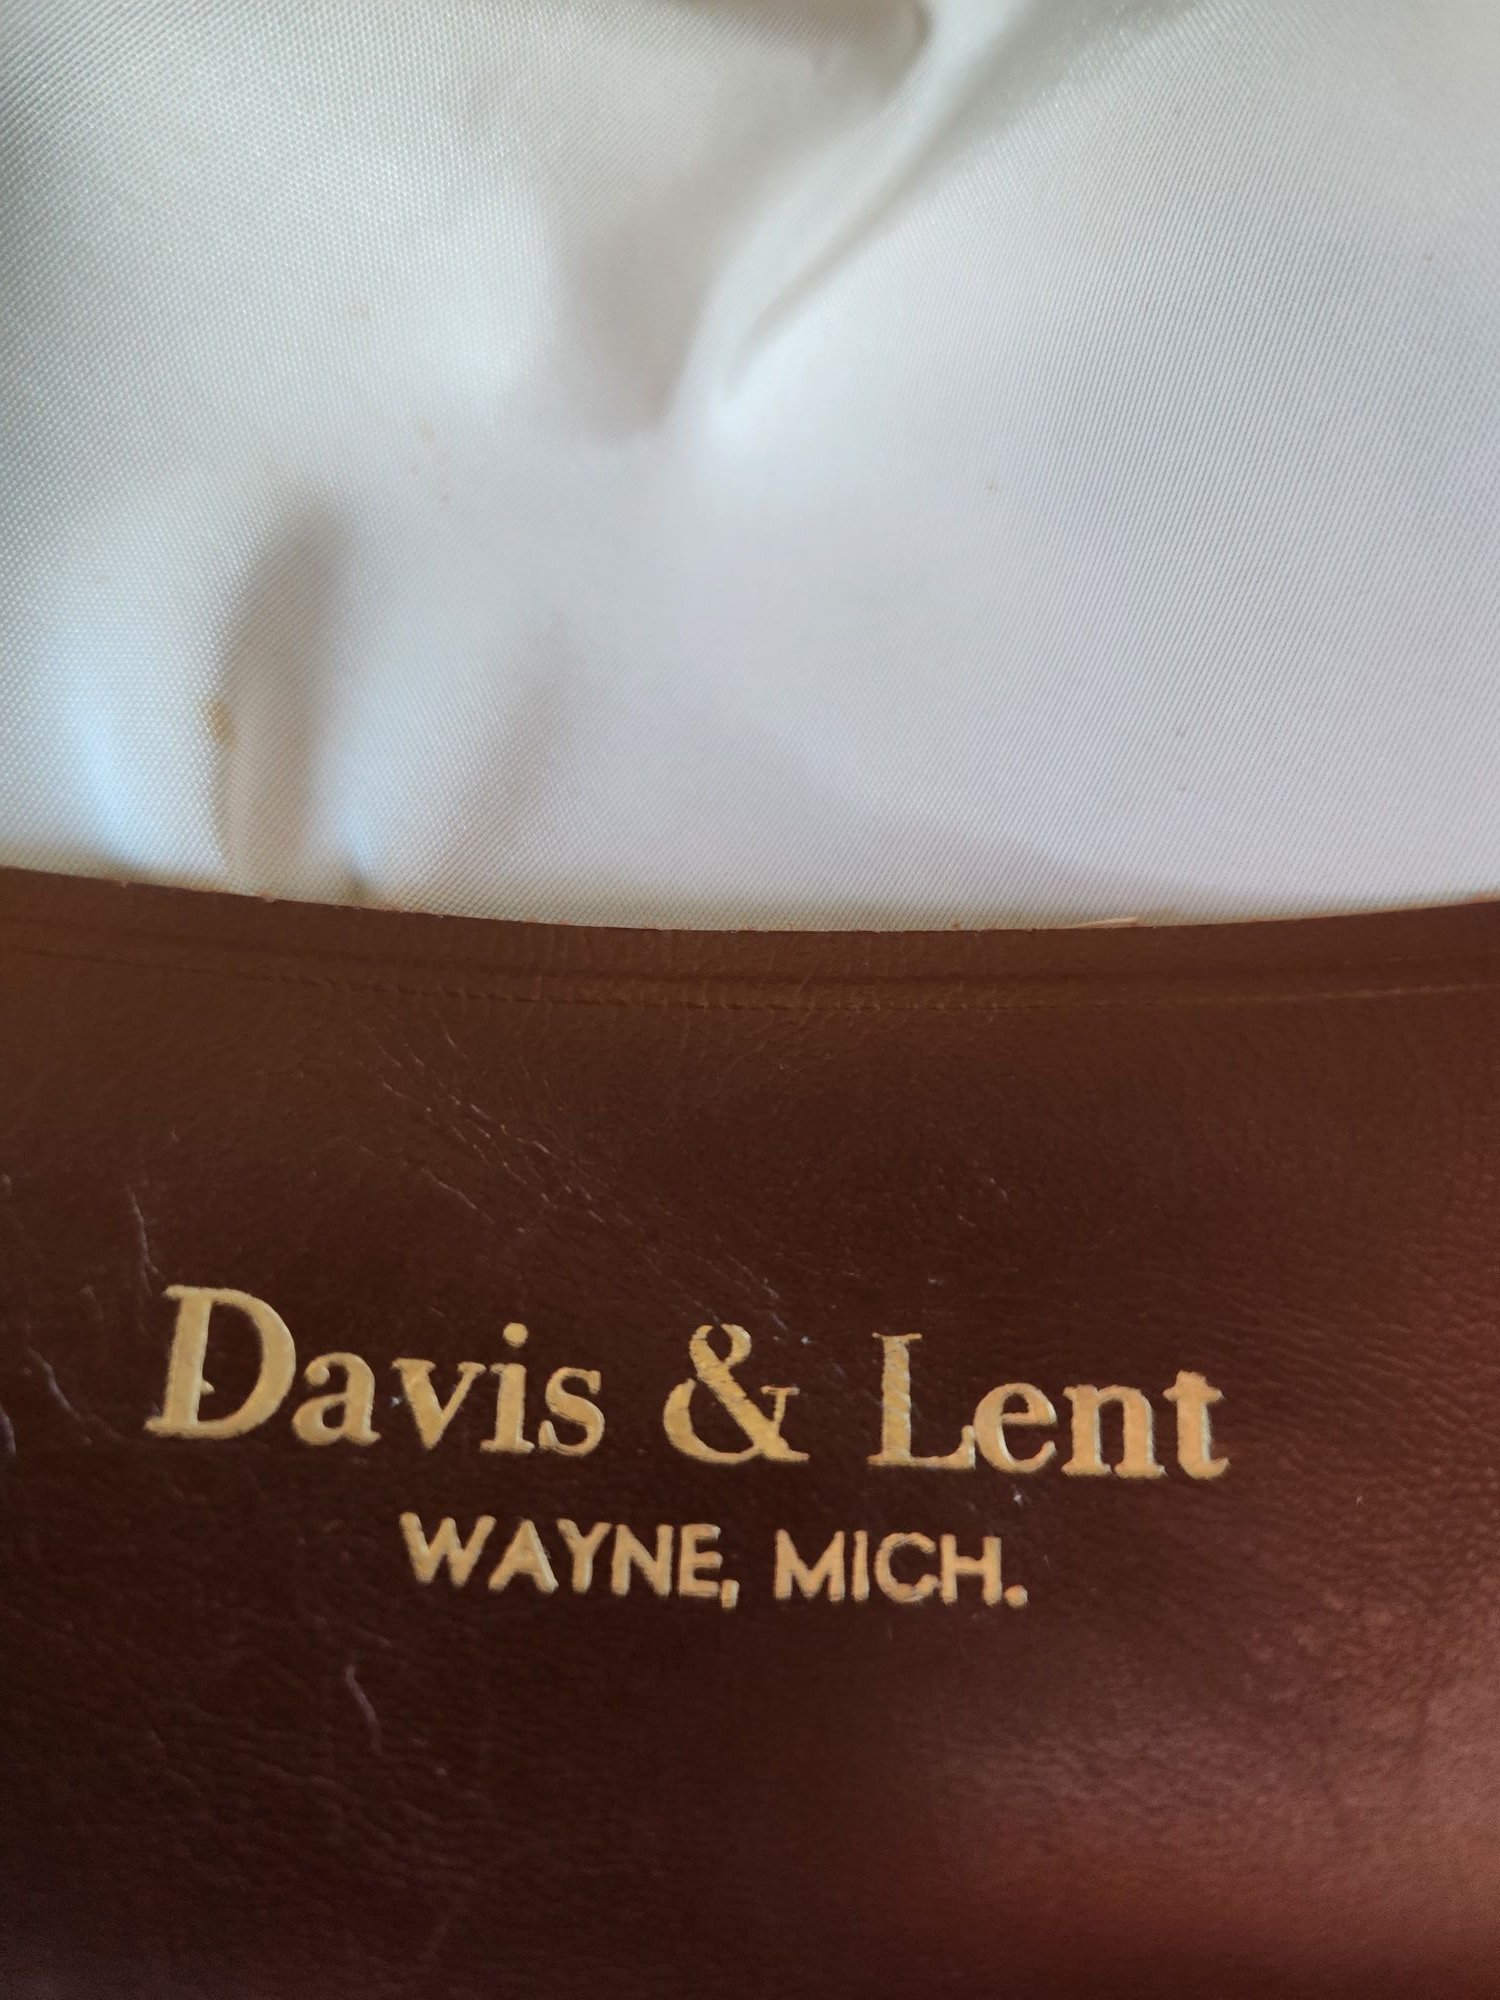 Davis & Lent
WAYNE, MICH.